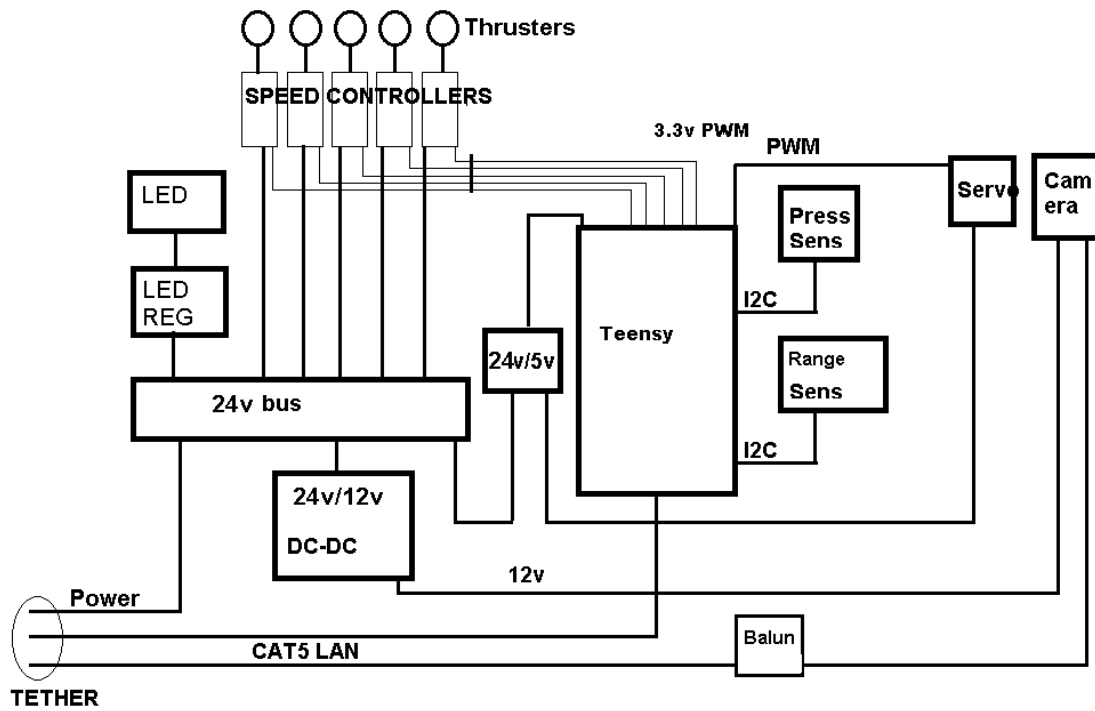 Thrusters
SPEED CONTROLLERS
3.3v PWM
PWM
LED
Press
Sens
Servo
Cam
era
LED
REG
I2C
Teensy
24v/5v
Range
Sens
24v bus
I2C
24v/12v
DC-DC
12v
Power
Balun
CAT5 LAN
TETHER